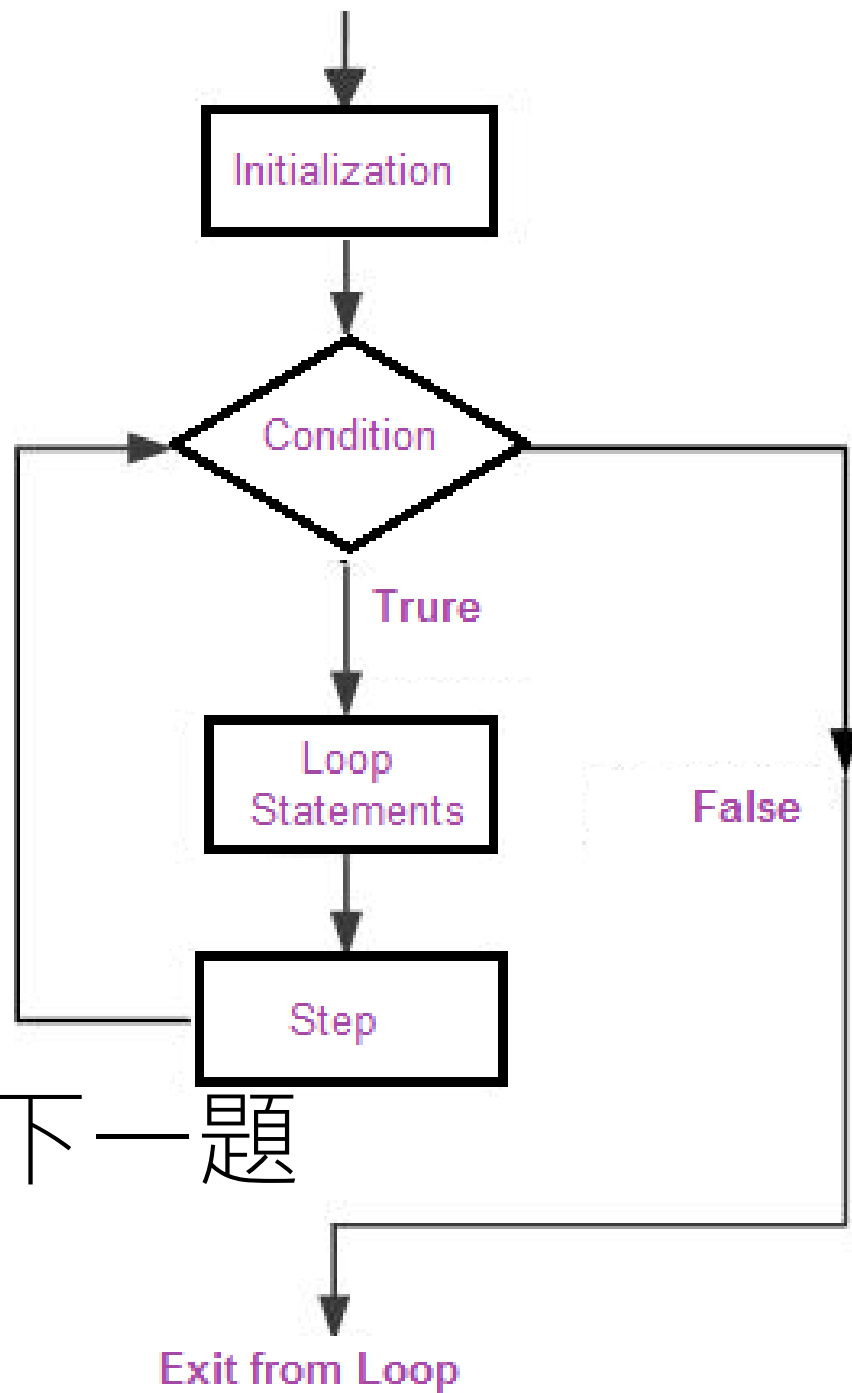 Initialization
Condition
Trure
Loop
Statements
False
Step
下一題
Exit from Loop